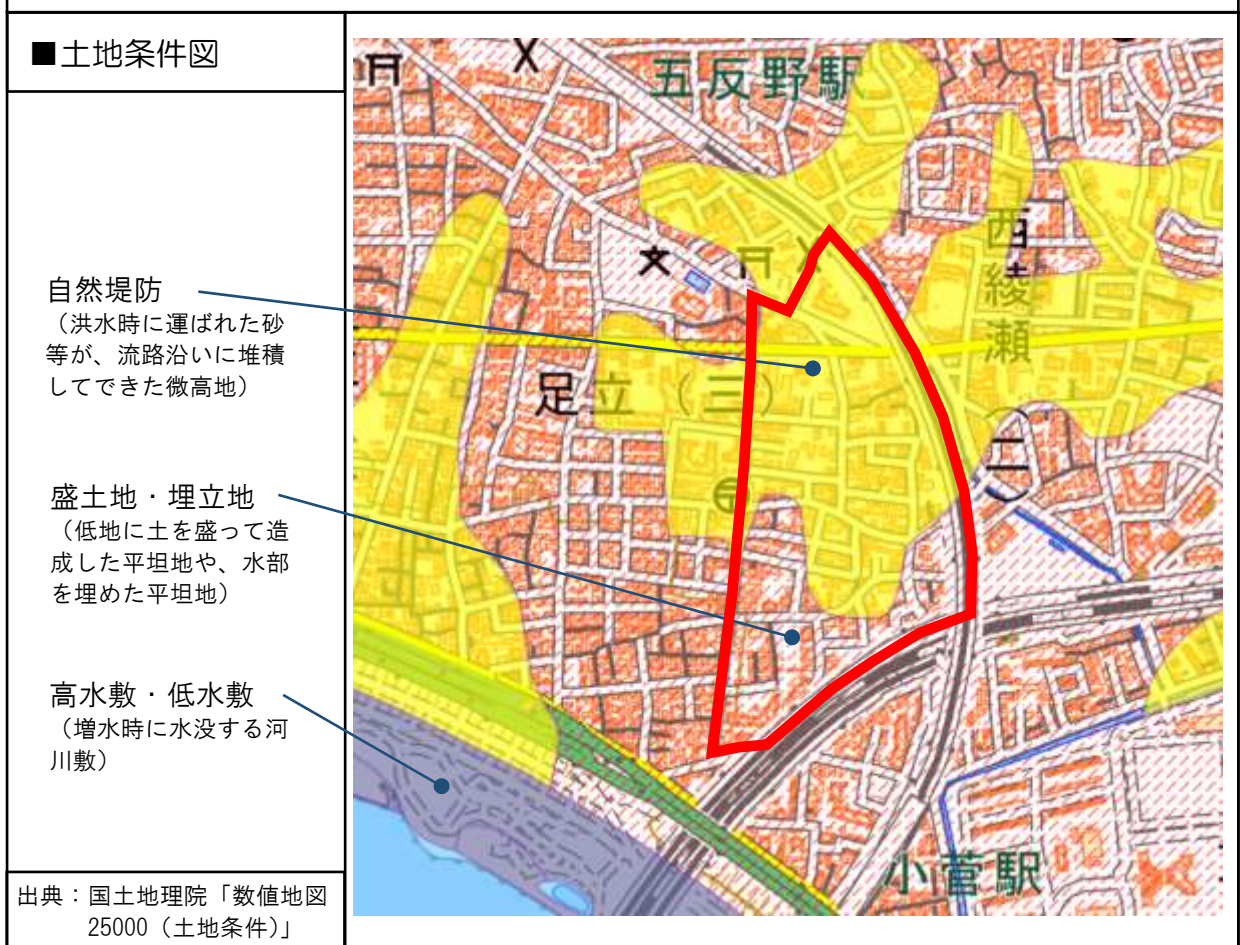 ■土地条件図
自然堤防
（洪水時に運ばれた砂
等が、流路沿いに堆積
してできた微高地）
盛土地・埋立地
（低地に土を盛って造
成した平坦地や、水部
を埋めた平坦地）
高水敷・低水敷
（増水時に水没する河
川敷）
出典：国土地理院「数値地図
25000（土地条件）」
五反野駅
西綾瀬（二）
足立（三）
小菅駅